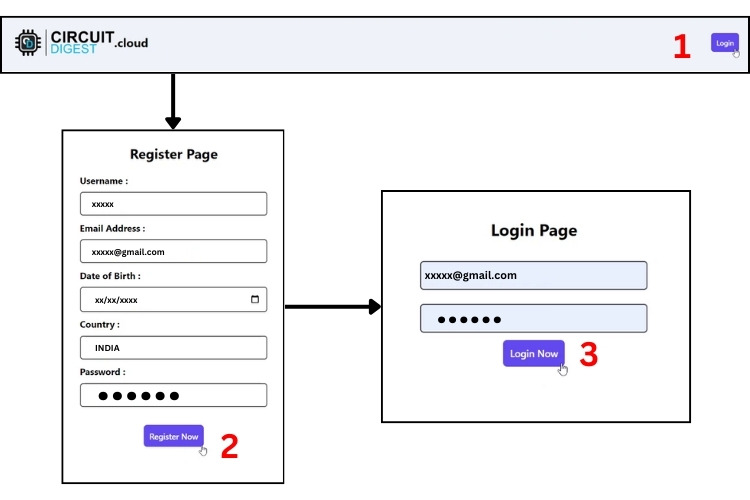 CIRCUIT
DIGEST .cloud
1
Login
Register Page
Username :
xxxxx
Email Address :
xxxxx@gmail.com
Date of Birth :
xx/xx/xxxx
Country :
INDIA
Password :
●●●●●●
Register Now
2
Login Page
xxxxx@gmail.com
●●●●●●
Login Now
3